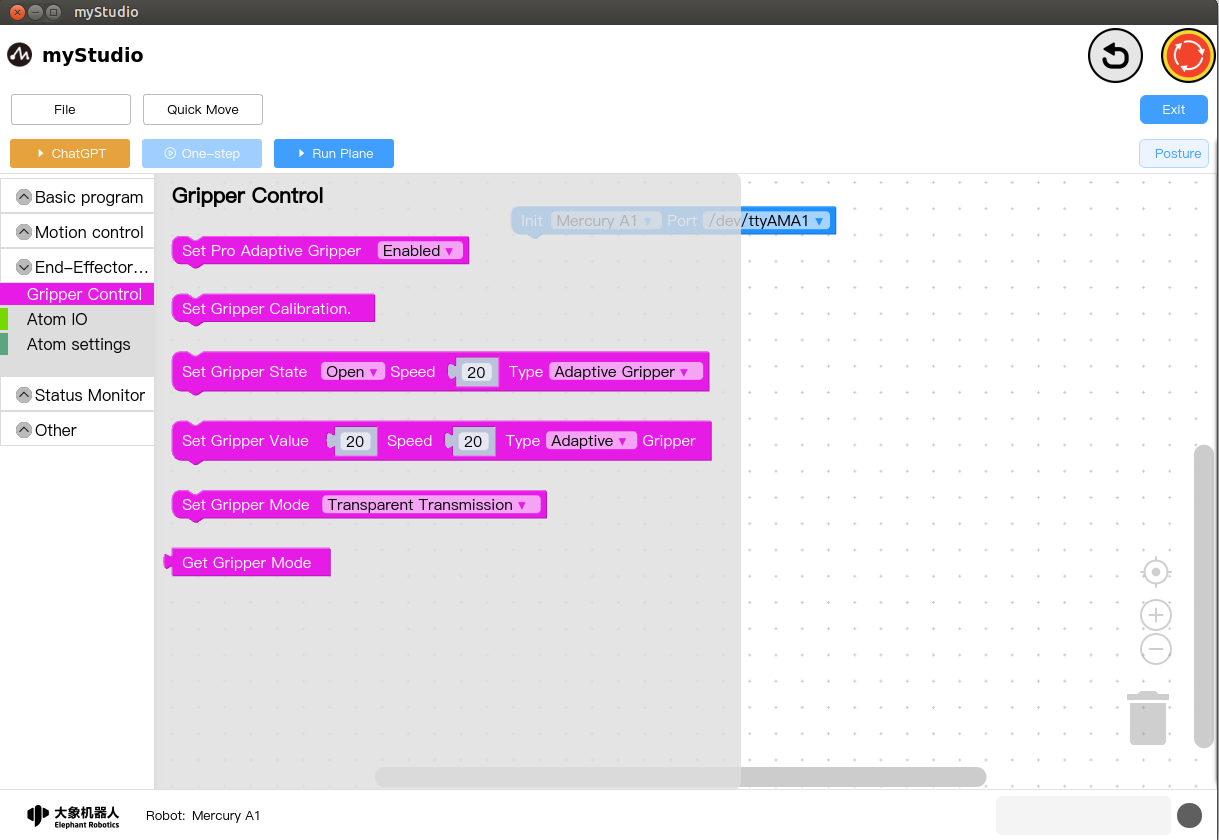 myStudio
myStudio
File
Quick Move
Exit
ChatGPT
One-step
Run Plane
Posture
Basic program
Motion control
End-Effector...
Gripper Control
Atom IO
Atom settings
Status Monitor
Other
Gripper Control
Init Mercury A1 ▼ Port /dev/ttyAMA1 ▼
Set Pro Adaptive Gripper Enabled ▼
Set Gripper Calibration.
Set Gripper State Open ▼ Speed 20 Type Adaptive Gripper ▼
Set Gripper Value 20 Speed 20 Type Adaptive ▼ Gripper
Set Gripper Mode Transparent Transmission ▼
Get Gripper Mode
大象机器人
Elephant Robotics
Robot: Mercury A1